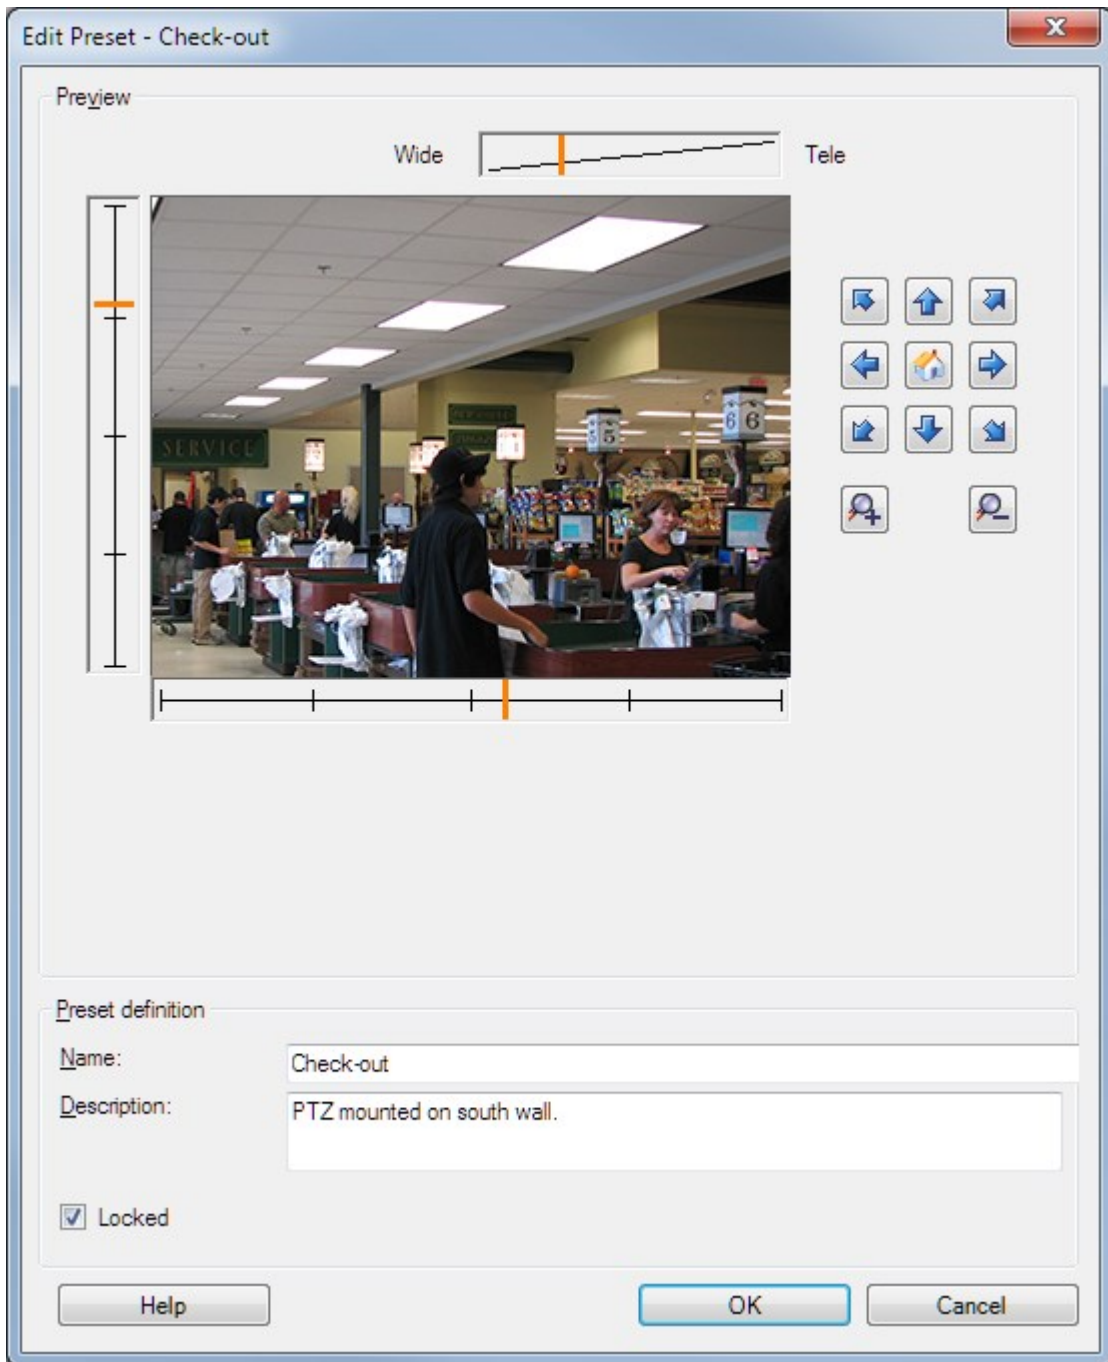 Edit Preset - Check-out
Preview
Wide
Tele
SERVICE
5 5
6 6
Preset definition
Name:
Check-out
Description:
PTZ mounted on south wall.
Locked
Help
OK
Cancel